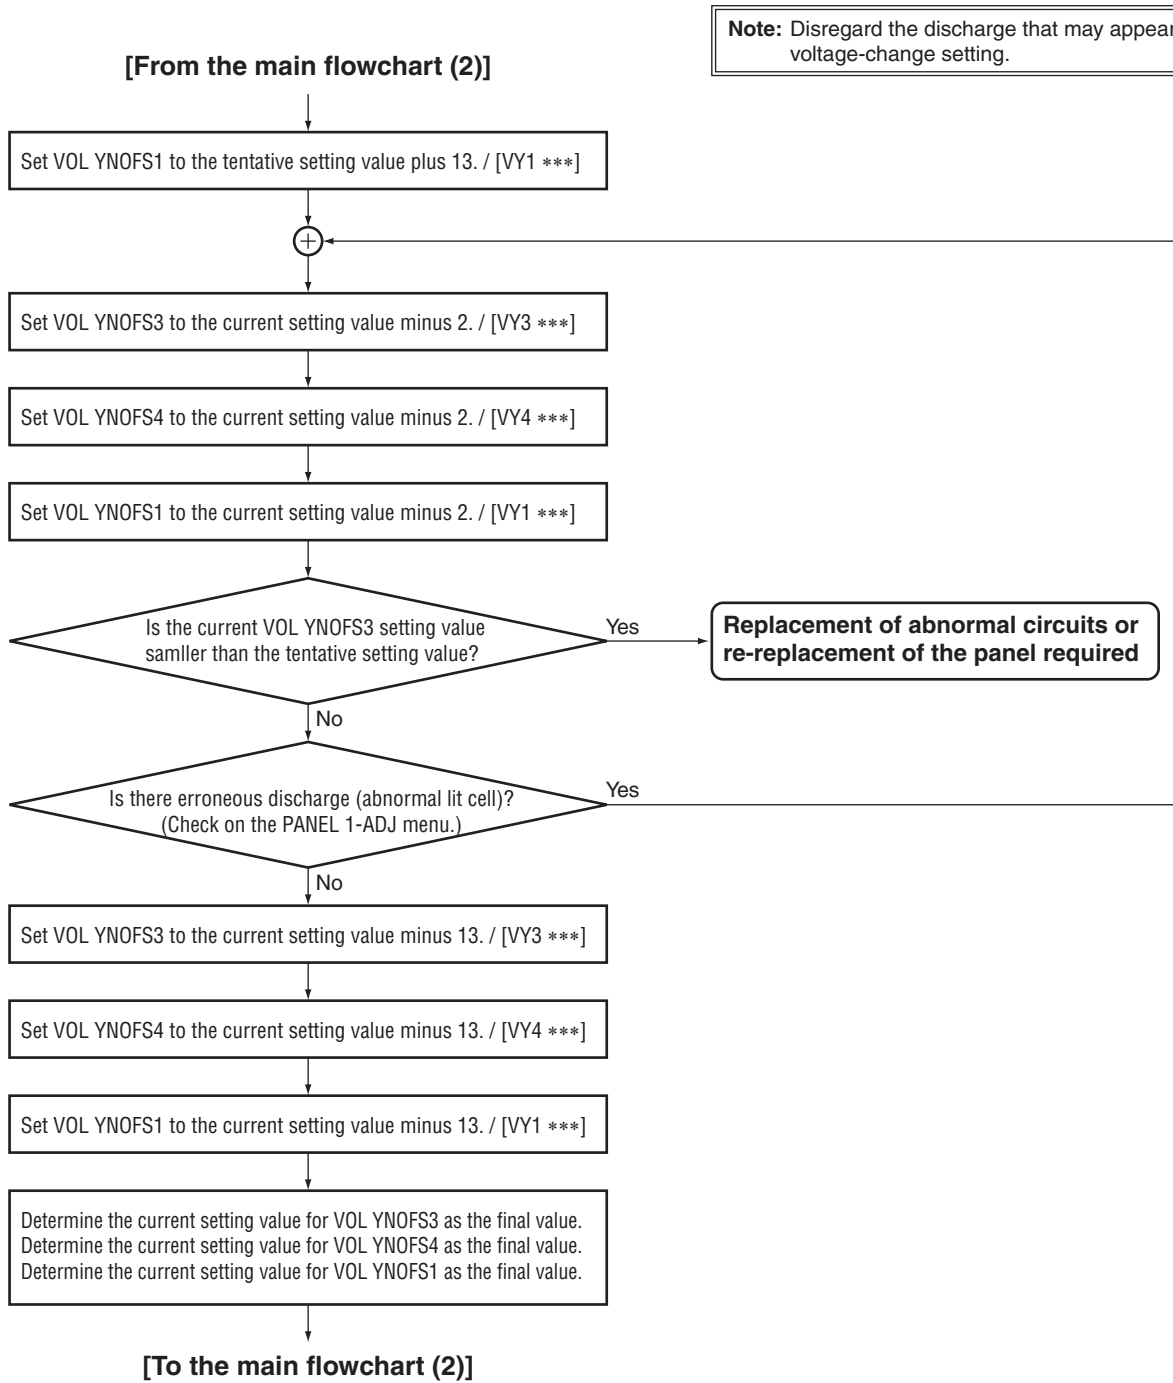 Note: Disregard the discharge that may appear
voltage-change setting.
[From the main flowchart (2)]
Set VOL YNOFS1 to the tentative setting value plus 13. / [VY1 ***]
+
Set VOL YNOFS3 to the current setting value minus 2. / [VY3 ***]
Set VOL YNOFS4 to the current setting value minus 2. / [VY4 ***]
Set VOL YNOFS1 to the current setting value minus 2. / [VY1 ***]
Is the current VOL YNOFS3 setting value
samller than the tentative setting value?
Yes
Replacement of abnormal circuits or
re-replacement of the panel required
No
Is there erroneous discharge (abnormal lit cell)?
(Check on the PANEL 1-ADJ menu.)
Yes
No
Set VOL YNOFS3 to the current setting value minus 13. / [VY3 ***]
Set VOL YNOFS4 to the current setting value minus 13. / [VY4 ***]
Set VOL YNOFS1 to the current setting value minus 13. / [VY1 ***]
Determine the current setting value for VOL YNOFS3 as the final value.
Determine the current setting value for VOL YNOFS4 as the final value.
Determine the current setting value for VOL YNOFS1 as the final value.
[To the main flowchart (2)]